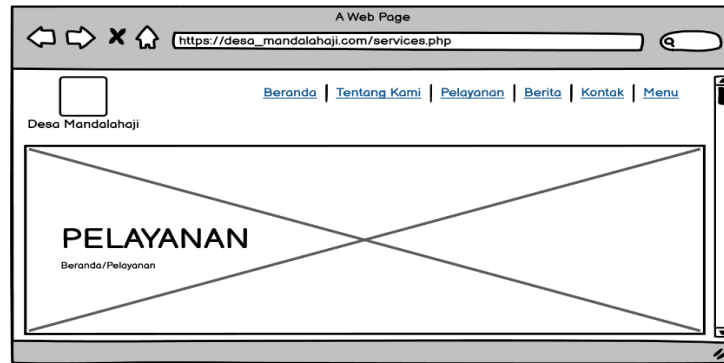 A Web Page
https://desa_mandalahaji.com/services.php
Beranda | Tentang Kami | Pelayanan | Berita | Kontak | Menu
Desa Mandalahaji
PELAYANAN
Beranda/Pelayanan